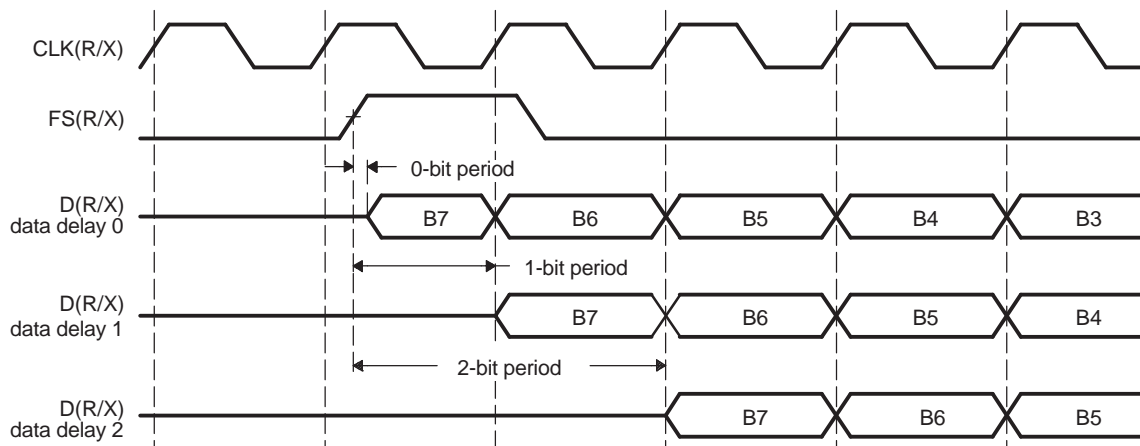 CLK(R/X)
FS(R/X)
0-bit period
D(R/X)
data delay 0
B7 B6 B5 B4 B3
1-bit period
D(R/X)
data delay 1
B7 B6 B5 B4
2-bit period
D(R/X)
data delay 2
B7 B6 B5